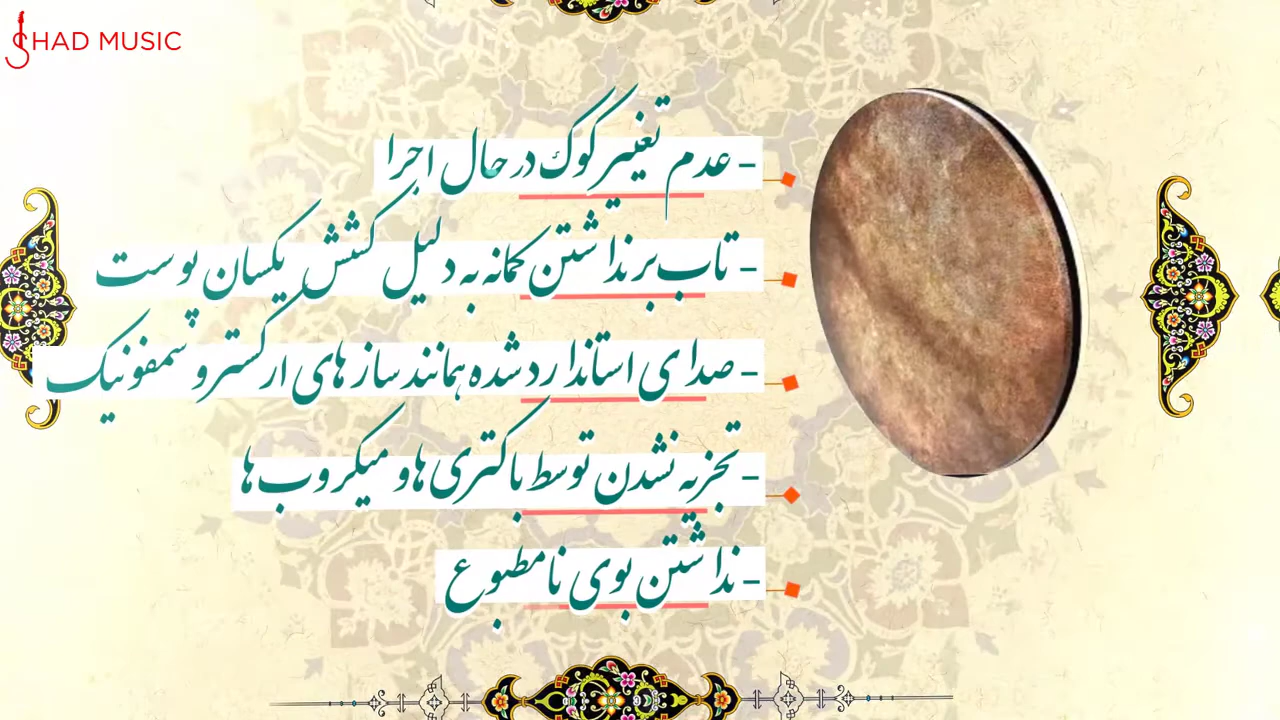 SHAD MUSIC
- عدم تغییر کوک در حال اجرا
- تاب برنداشتن کمانه به دلیل کشش یکسان پوست
- صدای استاندارد شده همانند سازهای ارکستر و سمفونیک
- تجزیه نشدن توسط باکتری ها و میکروب ها
- نداشتن بوی نامطبوع